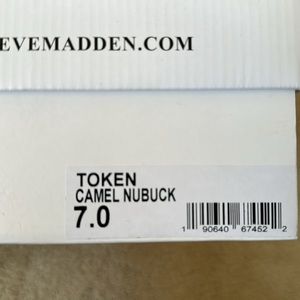 EVEMADDEN.COM
TOKEN
CAMEL NUBUCK
7.0
1 90640 67452 2